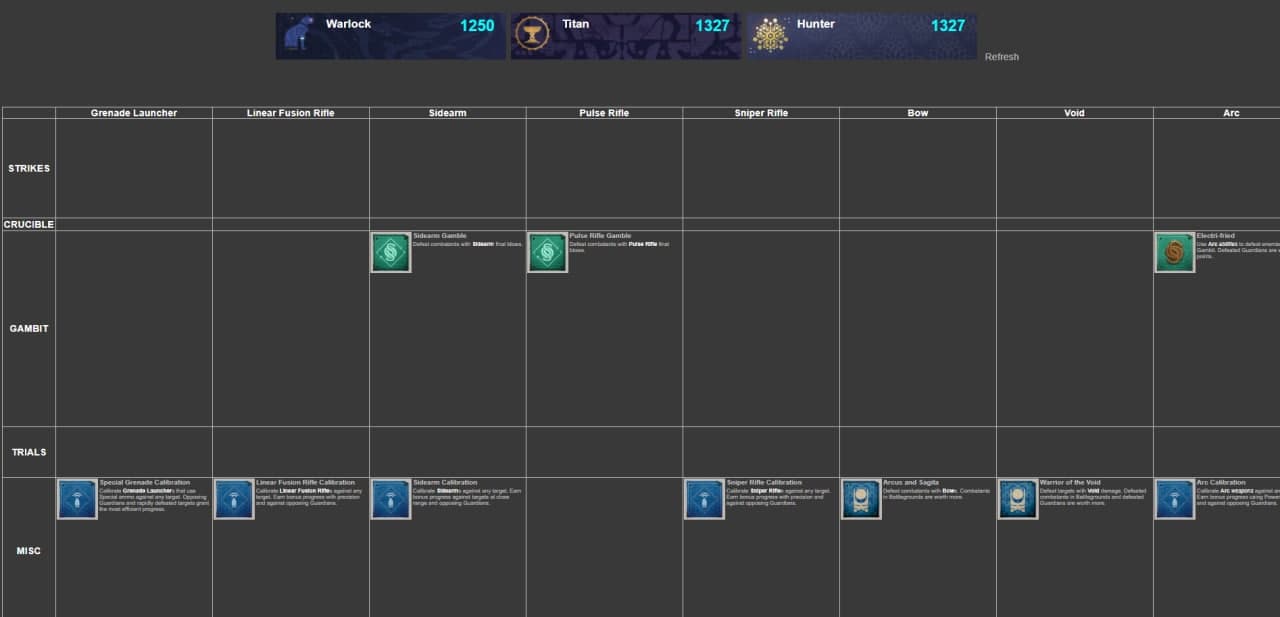 Warlock 1250 Titan 1327 Hunter 1327
Refresh
Grenade Launcher Linear Fusion Rifle Sidearm Pulse Rifle Sniper Rifle Bow Void Arc
STRIKES
CRUCIBLE
GAMBIT
Sidearm Gamble
Defeat combatants with Sidearm final blows.
Pulse Rifle Gamble
Defeat combatants with Pulse Rifle final
blows.
Electri-fried
Use Arc abilities to defeat enemies
Gambit. Defeated Guardians are
points.
TRIALS
MISC
Special Grenade Calibration
Calibrate Grenade Launchers that use
Special ammo against any target. Opposing
Guardians and rapidly defeated targets grant
the most efficient progress.
Linear Fusion Rifle Calibration
Calibrate Linear Fusion Rifles against any
target. Earn bonus progress with precision
and against opposing Guardians.
Sidearm Calibration
Calibrate Sidearms against any target. Earn
bonus progress against targets at close
range and opposing Guardians.
Sniper Rifle Calibration
Calibrate Sniper Rifles against any target.
Earn bonus progress with precision and
against opposing Guardians.
Arcus and Sagita
Defeat combatants with Bows. Combatants
in Battlegrounds are worth more.
Warrior of the Void
Defeat targets with Void damage. Defeated
combatants in Battlegrounds and defeated
Guardians are worth more.
Arc Calibration
Calibrate Arc weapons against
Earn bonus progress using Power
and against opposing Guardians.